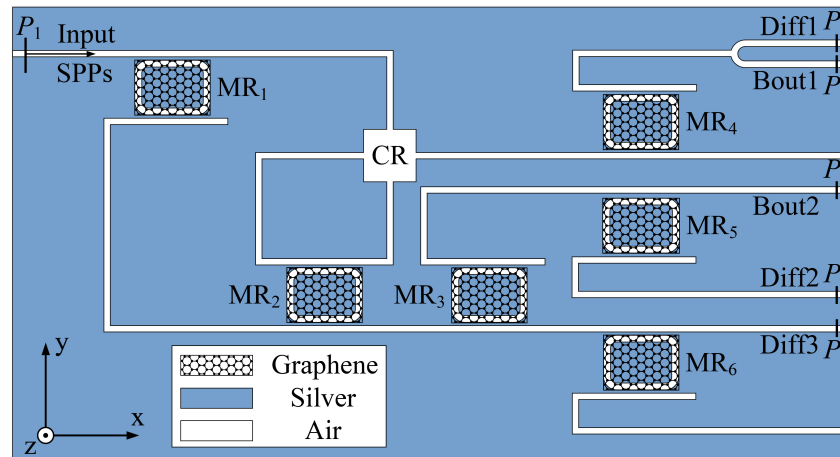 P1 Input
SPPs
MR1
Diff1 P
Bout1 P
MR4
CR
P
Bout2
MR5
MR2
MR3
Diff2
Diff3 P
MR6
y
x
z
Graphene
Silver
Air